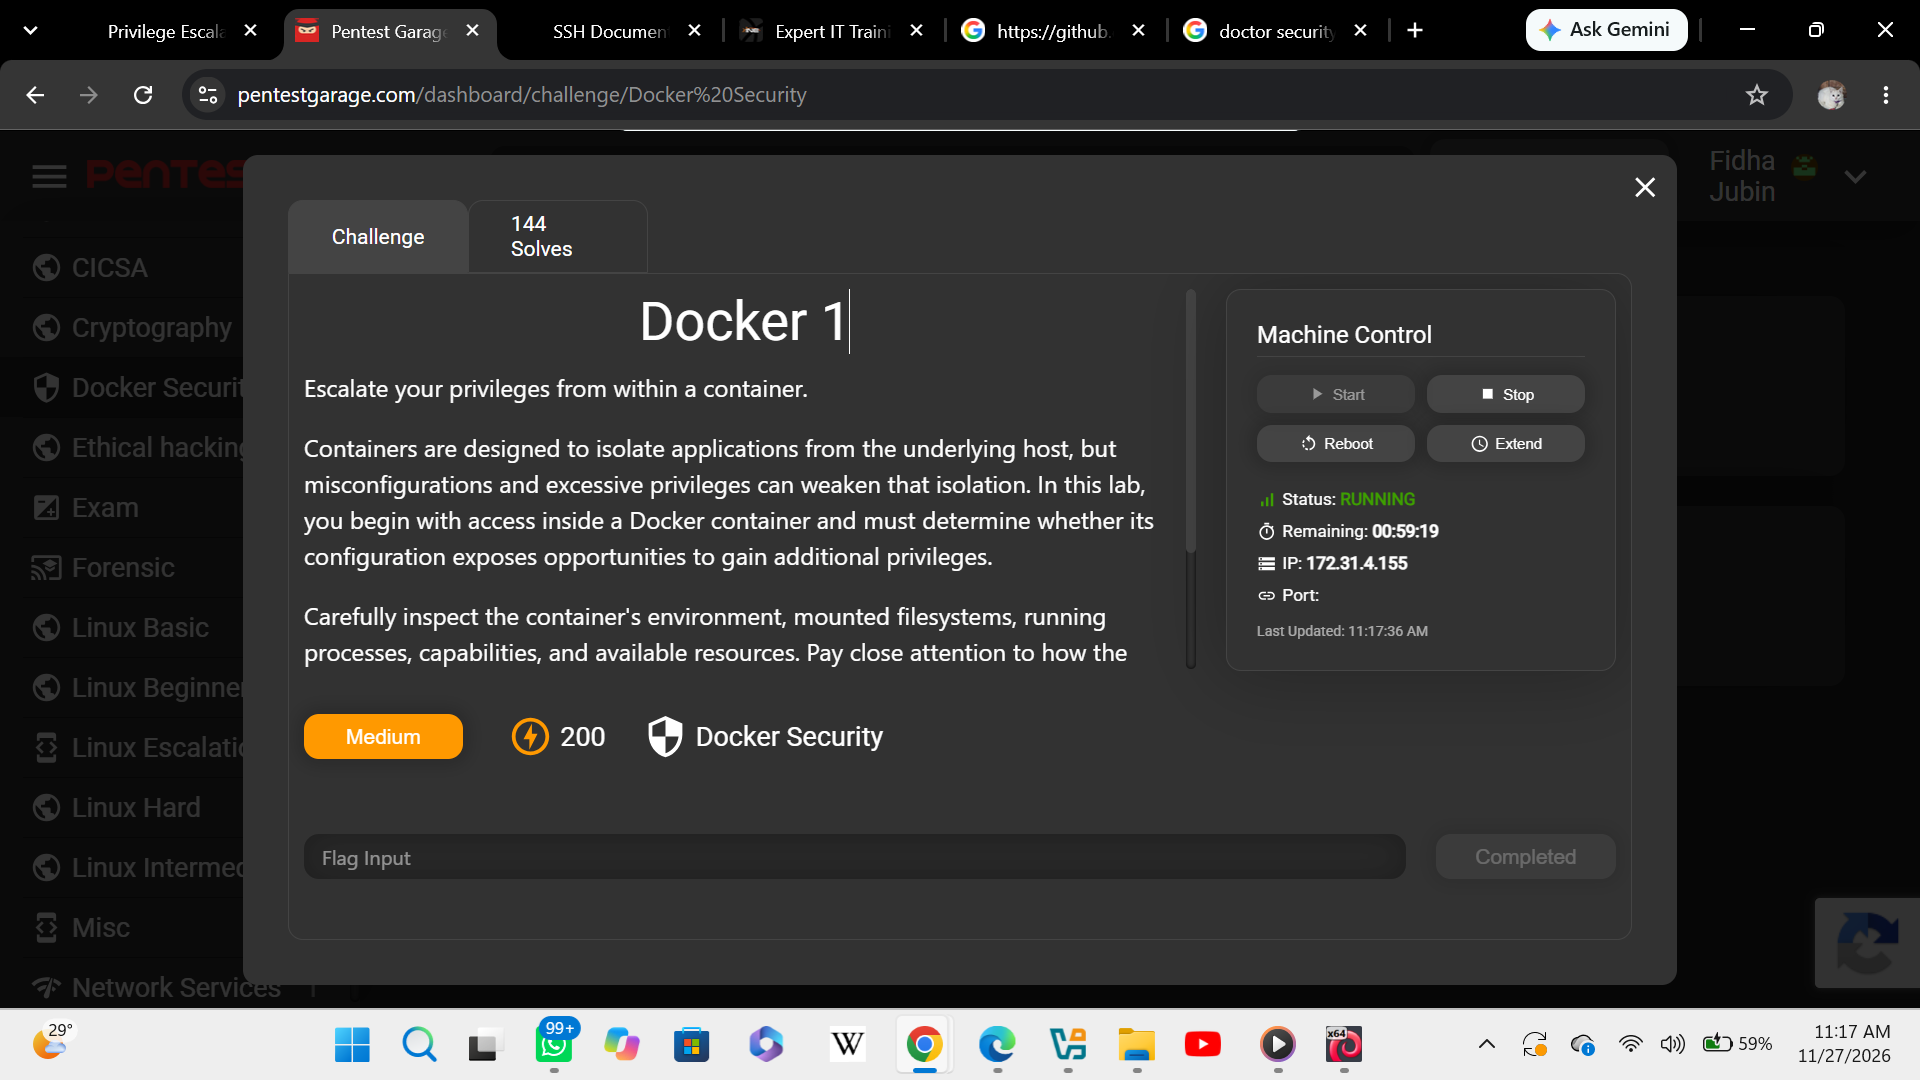 Privilege Escala
Pentest Garage
SSH Documen
Expert IT Traini
https://github.
doctor security
Ask Gemini
pentestgarage.com/dashboard/challenge/Docker%20Security
PENTES
Fidha
Jubin
CICSA
Cryptography
Docker Securit
Ethical hacking
Exam
Forensic
Linux Basic
Linux Beginner
Linux Escalatio
Linux Hard
Linux Intermed
Misc
Network Services
Challenge
144
Solves
Docker 1
Escalate your privileges from within a container.
Containers are designed to isolate applications from the underlying host, but
misconfigurations and excessive privileges can weaken that isolation. In this lab,
you begin with access inside a Docker container and must determine whether its
configuration exposes opportunities to gain additional privileges.
Carefully inspect the container's environment, mounted filesystems, running
processes, capabilities, and available resources. Pay close attention to how the
Medium
200
Docker Security
Flag Input
Completed
Machine Control
Start
Stop
Reboot
Extend
Status: RUNNING
Remaining: 00:59:19
IP: 172.31.4.155
Port:
Last Updated: 11:17:36 AM
29°
99+
W
x64
59%
11:17 AM
11/27/2026